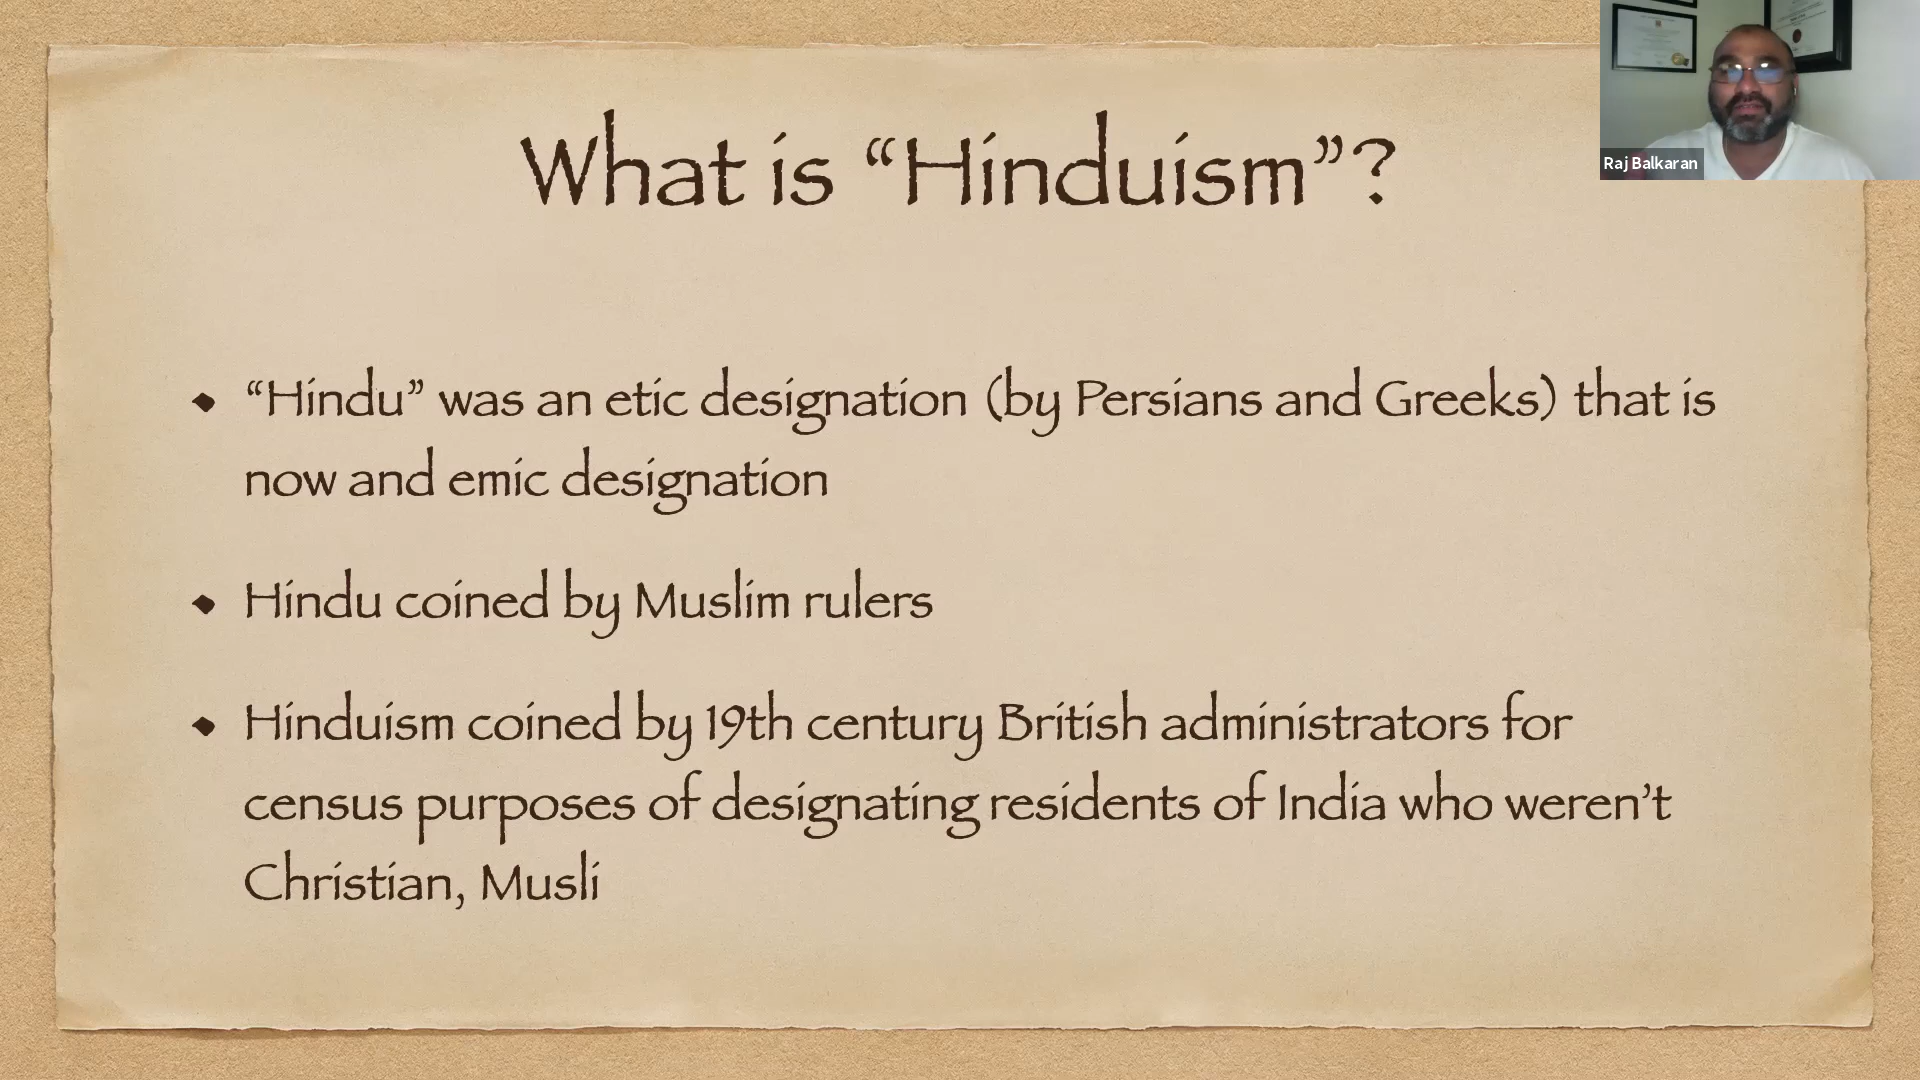 What is “Hinduism”?
“Hindu” was an etic designation (by Persians and Greeks) that is
now and emic designation
Hindu coined by Muslim rulers
Hinduism coined by 19th century British administrators for
census purposes of designating residents of India who weren’t
Christian, Musli
Raj Balkaran